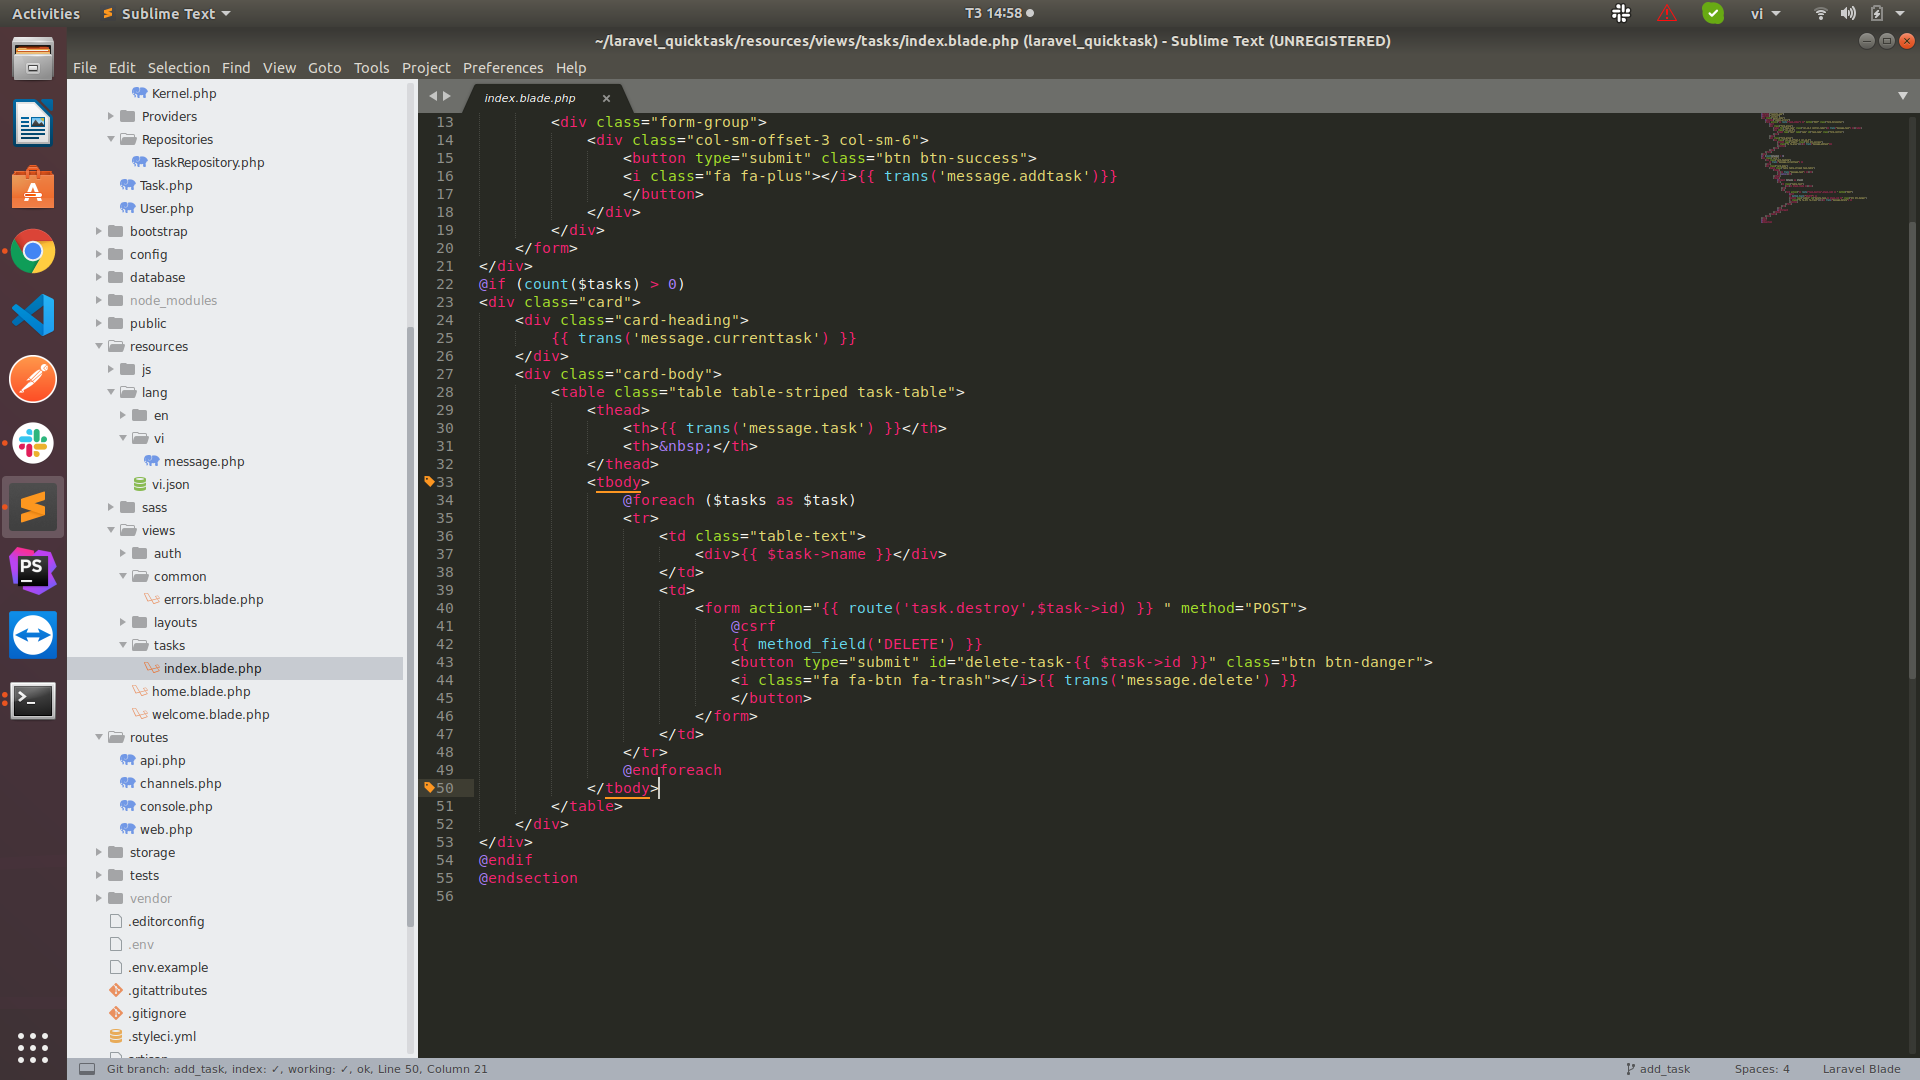 Activities
Sublime Text
T3 14:58
vi
~/laravel_quicktask/resources/views/tasks/index.blade.php (laravel_quicktask) - Sublime Text (UNREGISTERED)
File Edit Selection Find View Goto Tools Project Preferences Help
Kernel.php
Providers
Repositories
TaskRepository.php
Task.php
User.php
bootstrap
config
database
node_modules
public
resources
js
lang
en
vi
message.php
vi.json
sass
views
auth
common
errors.blade.php
layouts
tasks
index.blade.php
home.blade.php
welcome.blade.php
routes
api.php
channels.php
console.php
web.php
storage
tests
vendor
.editorconfig
.env
.env.example
.gitattributes
.gitignore
.styleci.yml
artisan
PS
index.blade.php
13 <div class="form-group">
14 <div class="col-sm-offset-3 col-sm-6">
15 <button type="submit" class="btn btn-success">
16 <i class="fa fa-plus"></i>{{ trans('message.addtask')}}
17 </button>
18 </div>
19 </div>
20 </form>
21 </div>
22 @if (count($tasks) > 0)
23 <div class="card">
24 <div class="card-heading">
25 {{ trans('message.currenttask') }}
26 </div>
27 <div class="card-body">
28 <table class="table table-striped task-table">
29 <thead>
30 <th>{{ trans('message.task') }}</th>
31 <th>&nbsp;</th>
32 </thead>
33 <tbody>
34 @foreach ($tasks as $task)
35 <tr>
36 <td class="table-text">
37 <div>{{ $task->name }}</div>
38 </td>
39 <td>
40 <form action="{{ route('task.destroy',$task->id) }} " method="POST">
41 @csrf
42 {{ method_field('DELETE') }}
43 <button type="submit" id="delete-task-{{ $task->id }}" class="btn btn-danger">
44 <i class="fa fa-btn fa-trash"></i>{{ trans('message.delete') }}
45 </button>
46 </form>
47 </td>
48 </tr>
49 @endforeach
50 </tbody>
51 </table>
52 </div>
53 </div>
54 @endif
55 @endsection
56
Git branch: add_task, index: ✓, working: ✓, ok, Line 50, Column 21
add_task
Spaces: 4
Laravel Blade